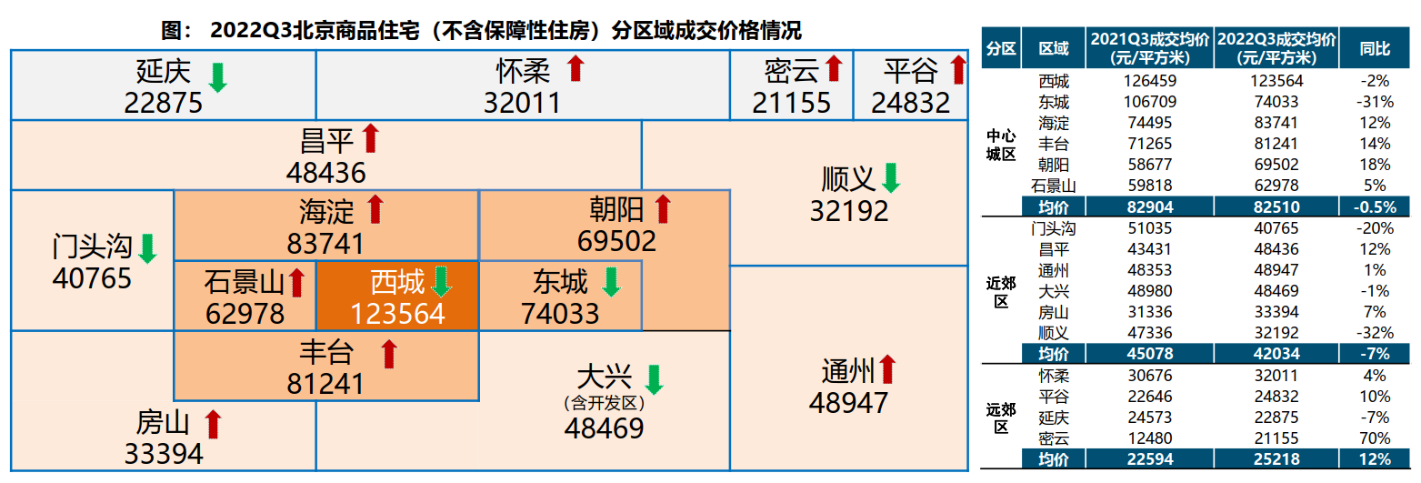 图： 2022Q3北京商品住宅（不含保障性住房）分区域成交价格情况
延庆
22875
怀柔
32011
密云
21155
平谷
24832
昌平
48436
顺义
32192
门头沟
40765
海淀
83741
朝阳
69502
石景山
62978
西城
123564
东城
74033
丰台
81241
大兴
(含开发区)
48469
通州
48947
房山
33394
分区 区域 2021Q3成交均价(元/平方米) 2022Q3成交均价(元/平方米) 同比
中心城区
西城 126459 123564 -2%
东城 106709 74033 -31%
海淀 74495 83741 12%
丰台 71265 81241 14%
朝阳 58677 69502 18%
石景山 59818 62978 5%
均价 82904 82510 -0.5%
近郊区
门头沟 51035 40765 -20%
昌平 43431 48436 12%
通州 48353 48947 1%
大兴 48980 48469 -1%
房山 31336 33394 7%
顺义 47336 32192 -32%
均价 45078 42034 -7%
远郊区
怀柔 30676 32011 4%
平谷 22646 24832 10%
延庆 24573 22875 -7%
密云 12480 21155 70%
均价 22594 25218 12%